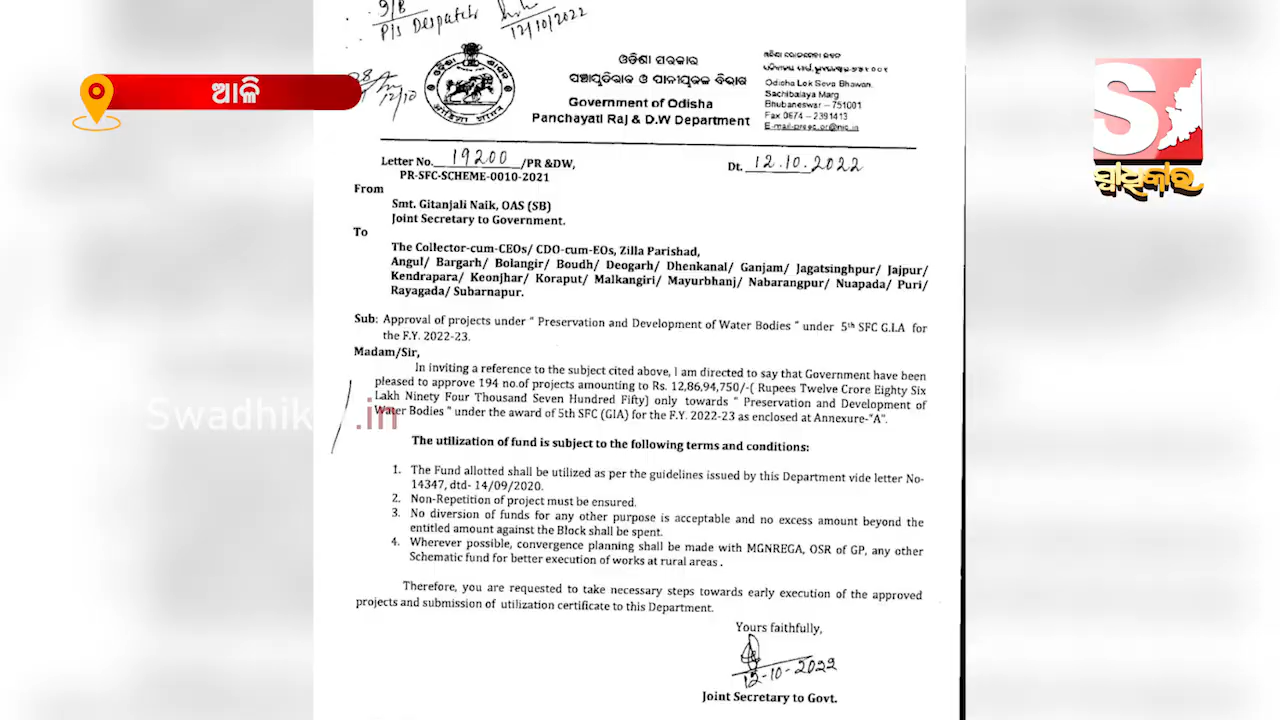 9/B
P/s Despatch
12/10/2022
ଆଳି
12/10
ଓଡ଼ିଶା ସରକାର
ପଞ୍ଚାୟତିରାଜ ଓ ପାନୀୟଜଳ ବିଭାଗ
Government of Odisha
Panchayati Raj & D.W Department
Odisha Lok Seva Bhawan,
Sachibalaya Marg
Bhubaneswar – 751001
Fax 0674 – 2391413
S
ସ୍ୱାଧିକାର
Letter No. 19200 /PR &DW,
Dt. 12.10.2022
PR-SFC-SCHEME-0010-2021
From
Smt. Gitanjali Naik, OAS (SB)
Joint Secretary to Government.
To
The Collector-cum-CEOs/ CDO-cum-EOs, Zilla Parishad,
Angul/ Bargarh/ Bolangir/ Boudh/ Deogarh/ Dhenkanal/ Ganjam/ Jagatsinghpur/ Jajpur/
Kendrapara/ Keonjhar/ Koraput/ Malkangiri/ Mayurbhanj/ Nabarangpur/ Nuapada/ Puri/
Rayagada/ Subarnapur.
Sub: Approval of projects under " Preservation and Development of Water Bodies " under 5th SFC G.I.A for
the F.Y. 2022-23.
Madam/Sir,
In inviting a reference to the subject cited above, I am directed to say that Government have been
pleased to approve 194 no.of projects amounting to Rs. 12,86,94,750/-( Rupees Twelve Crore Eighty Six
Lakh Ninety Four Thousand Seven Hundred Fifty) only towards " Preservation and Development of
Water Bodies " under the award of 5th SFC (GIA) for the F.Y. 2022-23 as enclosed at Annexure-"A".
Swadhik .in
The utilization of fund is subject to the following terms and conditions:
1. The Fund allotted shall be utilized as per the guidelines issued by this Department vide letter No-
14347, dtd- 14/09/2020.
2. Non-Repetition of project must be ensured.
3. No diversion of funds for any other purpose is acceptable and no excess amount beyond the
entitled amount against the Block shall be spent.
4. Wherever possible, convergence planning shall be made with MGNREGA, OSR of GP, any other
Schematic fund for better execution of works at rural areas .
Therefore, you are requested to take necessary steps towards early execution of the approved
projects and submission of utilization certificate to this Department.
Yours faithfully,
12-10-2022
Joint Secretary to Govt.